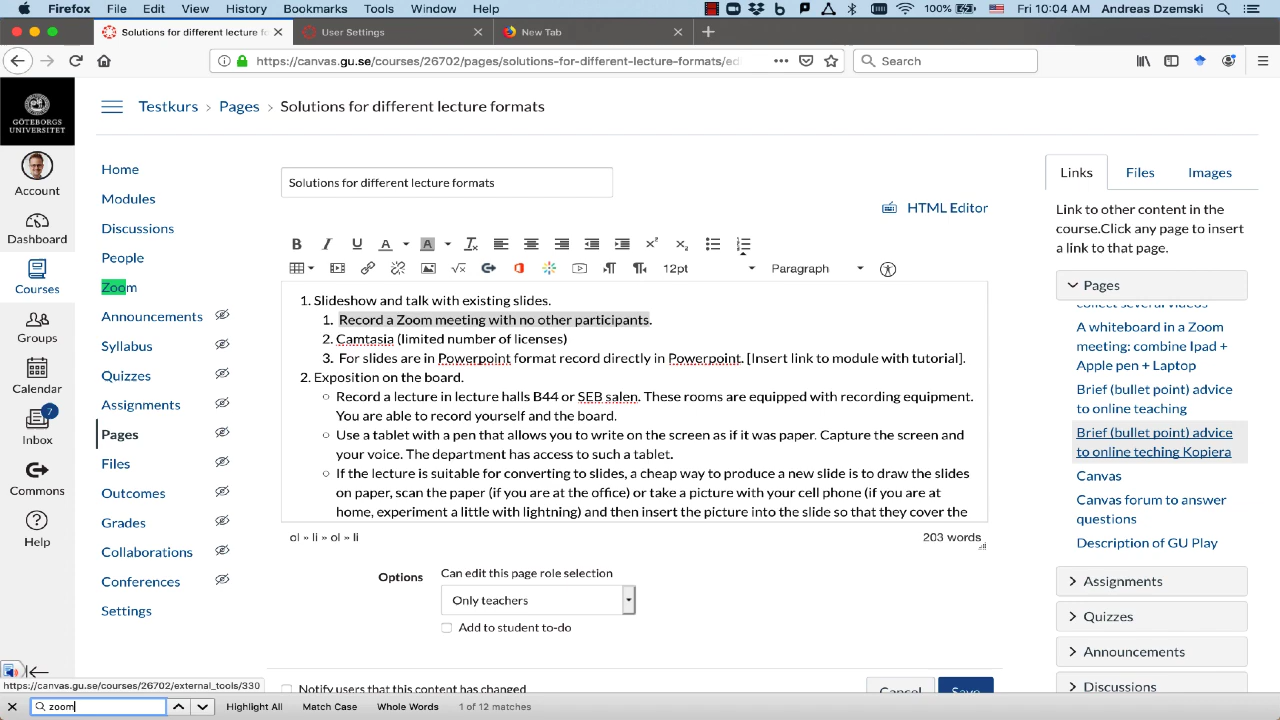 Firefox File Edit View History Bookmarks Tools Window Help 100% Fri 10:04 AM Andreas Dzemski
Solutions for different lecture fo
User Settings
New Tab
https://canvas.gu.se/courses/26702/pages/solutions-for-different-lecture-formats/ed
Search
GÖTEBORGS
UNIVERSITET
Account
Dashboard
Courses
Groups
Calendar
7
Inbox
Commons
Help
Testkurs > Pages > Solutions for different lecture formats
Home
Modules
Discussions
People
Zoom
Announcements
Syllabus
Quizzes
Assignments
Pages
Files
Outcomes
Grades
Collaborations
Conferences
Settings
Solutions for different lecture formats
HTML Editor
12pt Paragraph
1. Slideshow and talk with existing slides.
1. Record a Zoom meeting with no other participants.
2. Camtasia (limited number of licenses)
3. For slides are in Powerpoint format record directly in Powerpoint. [Insert link to module with tutorial].
2. Exposition on the board.
○ Record a lecture in lecture halls B44 or SEB salen. These rooms are equipped with recording equipment.
You are able to record yourself and the board.
○ Use a tablet with a pen that allows you to write on the screen as if it was paper. Capture the screen and
your voice. The department has access to such a tablet.
○ If the lecture is suitable for converting to slides, a cheap way to produce a new slide is to draw the slides
on paper, scan the paper (if you are at the office) or take a picture with your cell phone (if you are at
home, experiment a little with lightning) and then insert the picture into the slide so that they cover the
ol » li » ol » li
203 words
Options
Can edit this page role selection
Only teachers
Add to student to-do
Notify users that this content has changed
Cancel
Save
Links Files Images
Link to other content in the
course.Click any page to insert
a link to that page.
Pages
collect several videos
A whiteboard in a Zoom
meeting: combine Ipad +
Apple pen + Laptop
Brief (bullet point) advice
to online teaching
Brief (bullet point) advice
to online teching Kopiera
Canvas
Canvas forum to answer
questions
Description of GU Play
Assignments
Quizzes
Announcements
Discussions
https://canvas.gu.se/courses/26702/external_tools/330
zoom
Highlight All Match Case Whole Words 1 of 12 matches